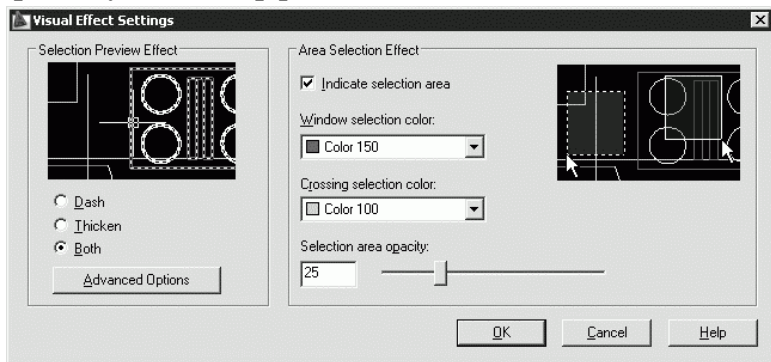 Visual Effect Settings
Selection Preview Effect
Dash
Thicken
Both
Advanced Options
Area Selection Effect
Indicate selection area
Window selection color:
Color 150
Crossing selection color:
Color 100
Selection area opacity:
25
OK
Cancel
Help